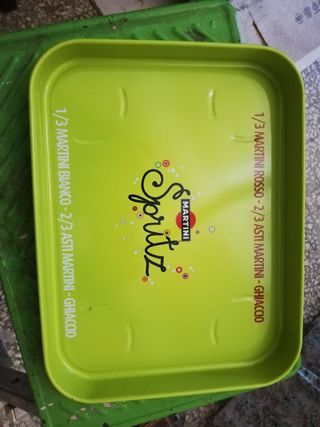 1/3 MARTINI ROSSO - 2/3 ASTI MARTINI - GHIACCIO
MARTINI
Spritz
1/3 MARTINI BIANCO - 2/3 ASTI MARTINI - GHIACCIO